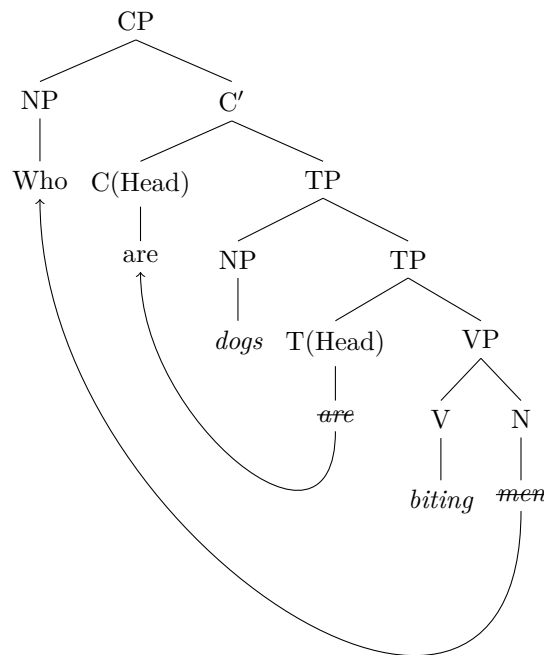 CP
NP C′
Who C(Head) TP
are NP TP
dogs T(Head) VP
are V N
biting men